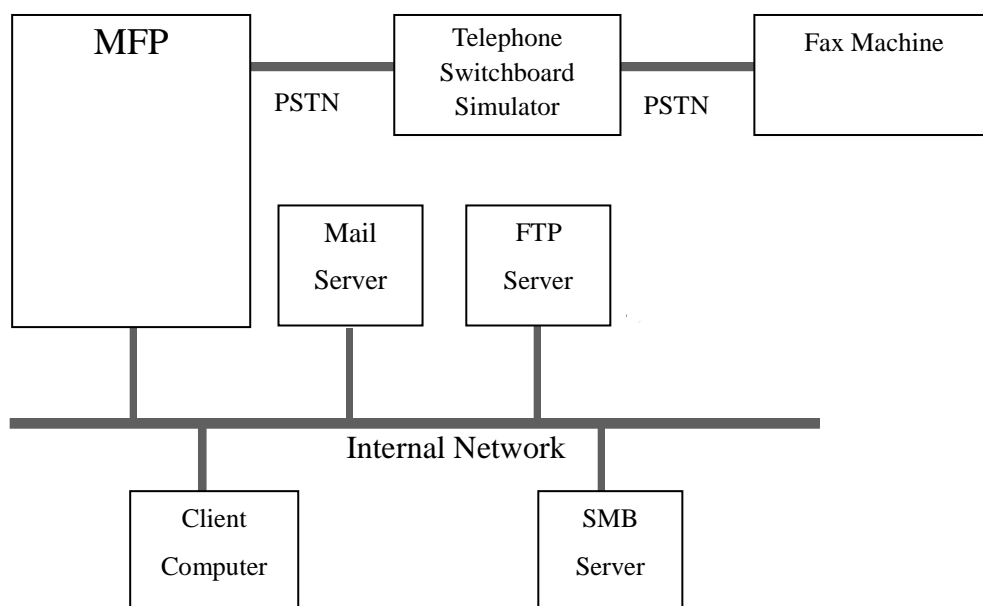 MFP
Telephone
Switchboard
Simulator
Fax Machine
PSTN
PSTN
Mail
Server
FTP
Server
Internal Network
Client
Computer
SMB
Server